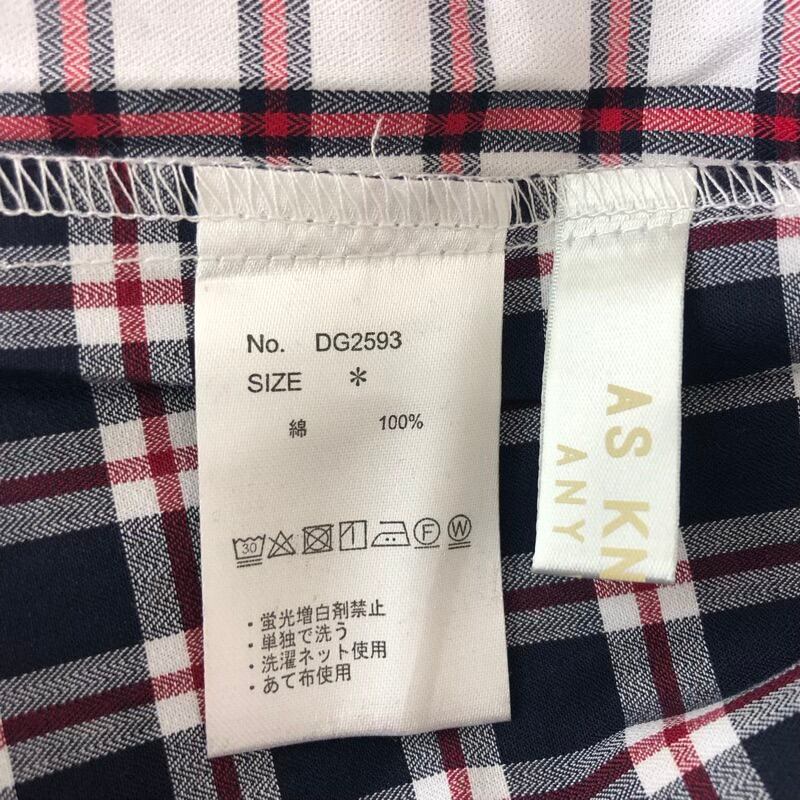 No. DG2593
SIZE *
綿 100%
30
F
W
・蛍光増白剤禁止
・単独で洗う
・洗濯ネット使用
・あて布使用
AS KN
ANY